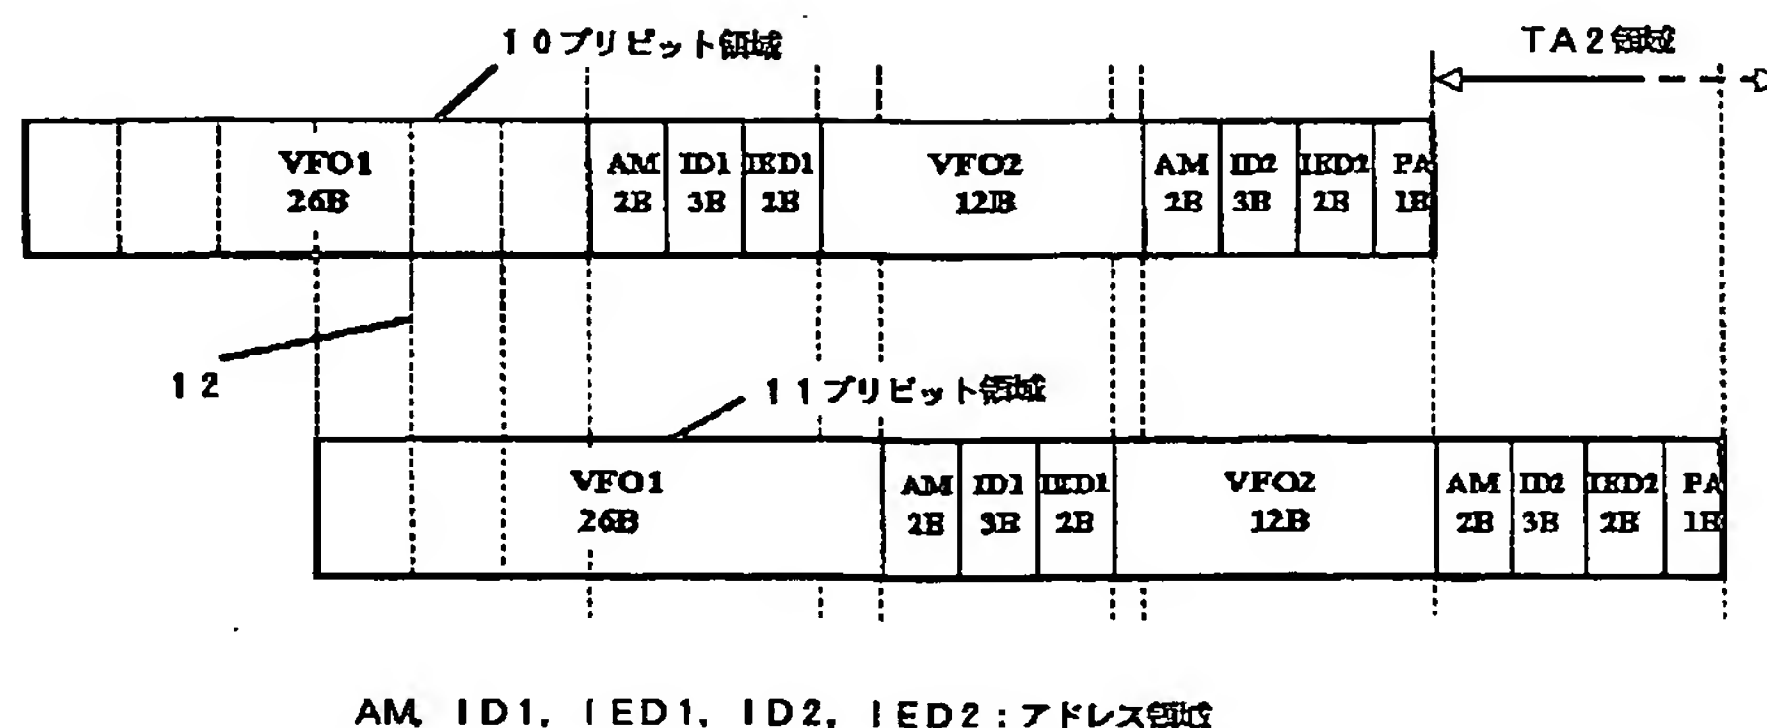 10プリピット領域
TA2領域
VFO1
26B
AM
2B
ID1
3B
IED1
2B
VFO2
12B
AM
2B
ID2
3B
IED2
2B
PA
1B
12
11プリピット領域
VFO1
26B
AM
2B
ID1
3B
IED1
2B
VFO2
12B
AM
2B
ID2
3B
IED2
2B
PA
1B
AM, ID1, IED1, ID2, IED2:アドレス領域